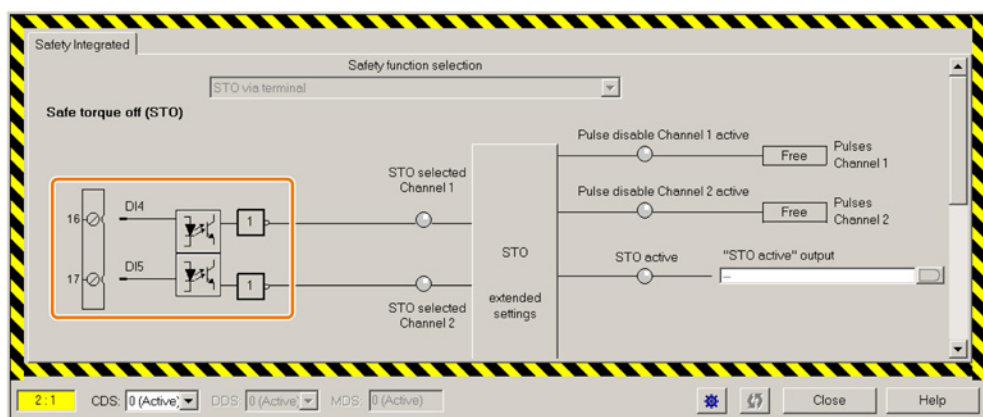 Safety Integrated
Safety function selection
STO via terminal
Safe torque off (STO)
Pulse disable Channel 1 active
Free
Pulses
Channel 1
STO selected
Channel 1
Pulse disable Channel 2 active
Free
Pulses
Channel 2
16
DI4
1
STO
STO active
"STO active" output
17
DI5
1
extended
settings
STO selected
Channel 2
2:1
CDS: 0 (Active)
DDS: 0 (Active)
MDS: 0 (Active)
Close
Help